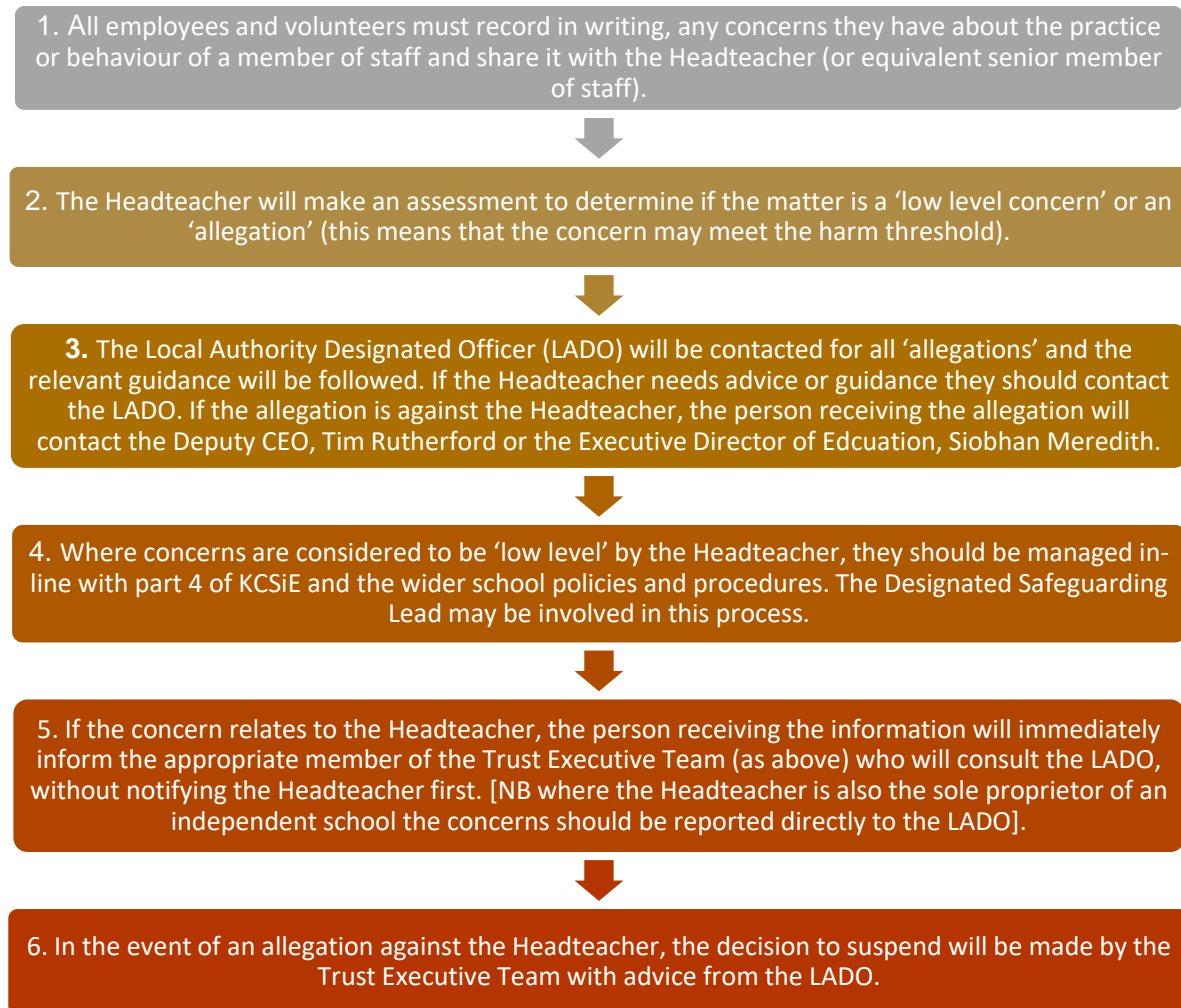 1. All employees and volunteers must record in writing, any concerns they have about the practice
or behaviour of a member of staff and share it with the Headteacher (or equivalent senior member
of staff).
2. The Headteacher will make an assessment to determine if the matter is a ‘low level concern’ or an
‘allegation’ (this means that the concern may meet the harm threshold).
3. The Local Authority Designated Officer (LADO) will be contacted for all ‘allegations’ and the
relevant guidance will be followed. If the Headteacher needs advice or guidance they should contact
the LADO. If the allegation is against the Headteacher, the person receiving the allegation will
contact the Deputy CEO, Tim Rutherford or the Executive Director of Edcuation, Siobhan Meredith.
4. Where concerns are considered to be ‘low level’ by the Headteacher, they should be managed in-
line with part 4 of KCSiE and the wider school policies and procedures. The Designated Safeguarding
Lead may be involved in this process.
5. If the concern relates to the Headteacher, the person receiving the information will immediately
inform the appropriate member of the Trust Executive Team (as above) who will consult the LADO,
without notifying the Headteacher first. [NB where the Headteacher is also the sole proprietor of an
independent school the concerns should be reported directly to the LADO].
6. In the event of an allegation against the Headteacher, the decision to suspend will be made by the
Trust Executive Team with advice from the LADO.